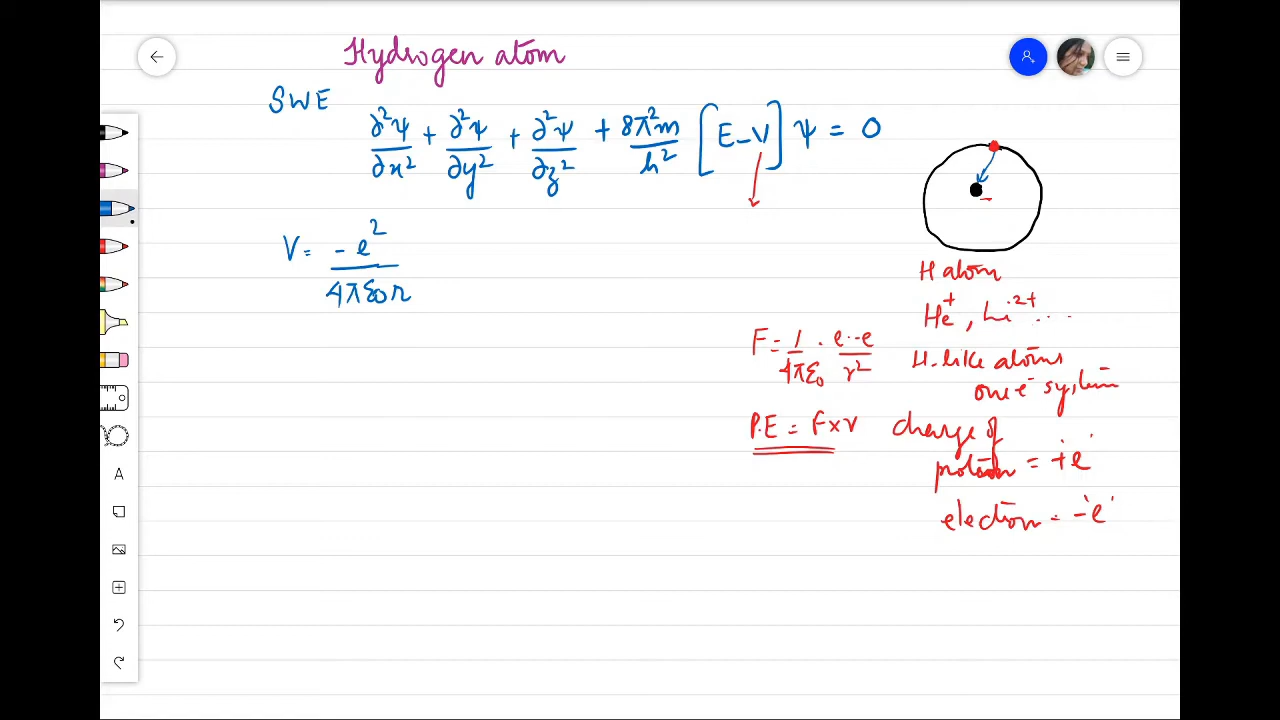 Hydrogen atom
SWE
∂²ψ/∂x² + ∂²ψ/∂y² + ∂²ψ/∂z² + 8π²m/h² [E-V] ψ = 0
V = -e²/4πε0r
H atom
He⁺, Li²⁺ ....
F = 1/4πε0 . e.-e/r²
H-like atoms
one e⁻ system
P.E = F×r
charge of
proton = +'e'
electron = -'e'
A